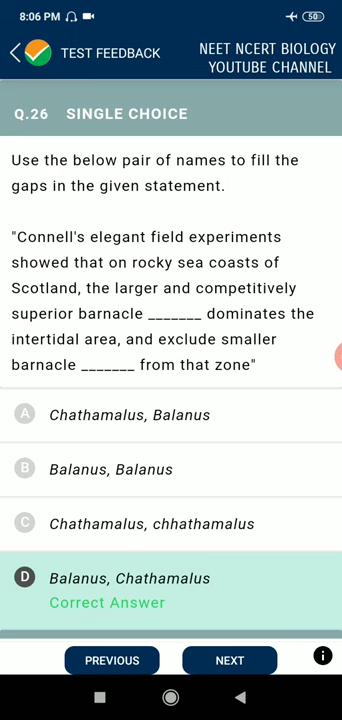 8:06 PM
50
TEST FEEDBACK
NEET NCERT BIOLOGY
YOUTUBE CHANNEL
Q.26 SINGLE CHOICE
Use the below pair of names to fill the
gaps in the given statement.
"Connell's elegant field experiments
showed that on rocky sea coasts of
Scotland, the larger and competitively
superior barnacle _______ dominates the
intertidal area, and exclude smaller
barnacle _______ from that zone"
A Chathamalus, Balanus
B Balanus, Balanus
C Chathamalus, chhathamalus
D Balanus, Chathamalus
Correct Answer
PREVIOUS
NEXT
i